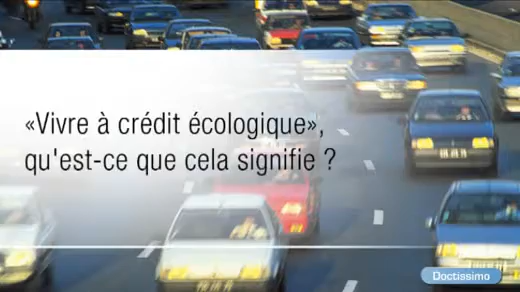 «Vivre à crédit écologique»,
qu'est-ce que cela signifie ?
Doctissimo